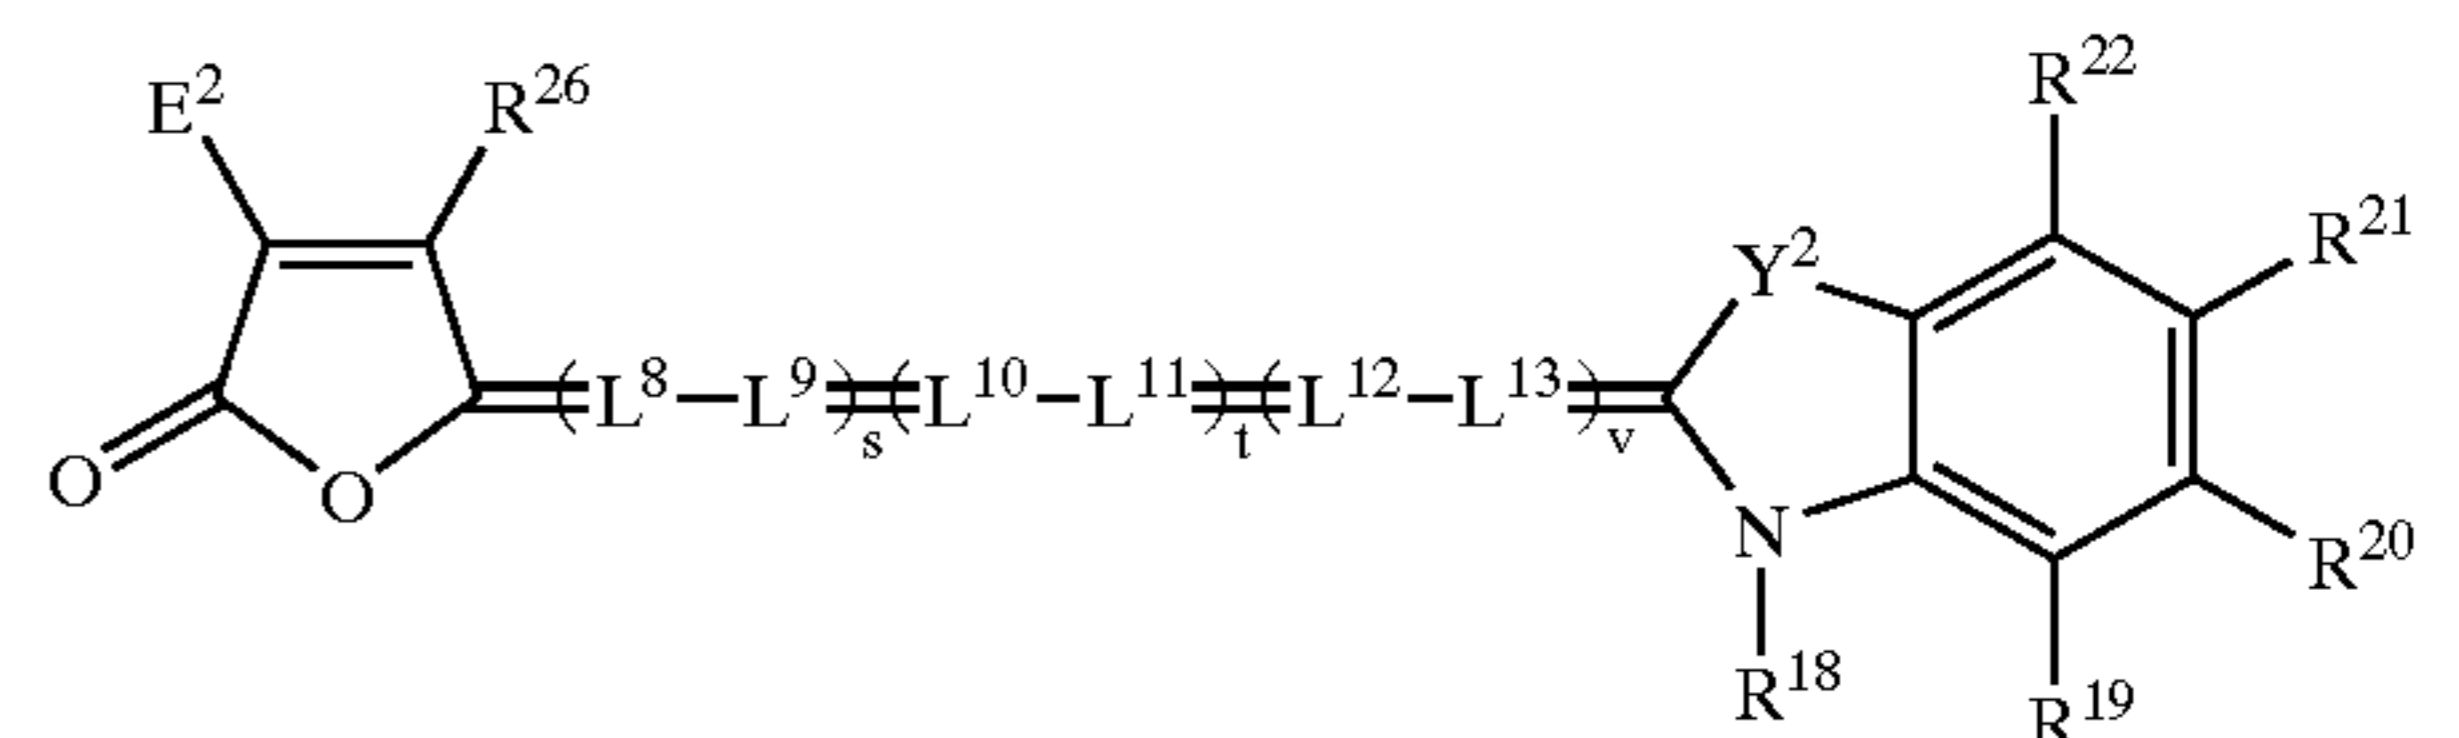 R²²
E² R²⁶
R²¹
Y²
(L⁸—L⁹)s(L¹⁰—L¹¹)t(L¹²—L¹³)v
O O
N
R²⁰
R¹⁸ R¹⁹